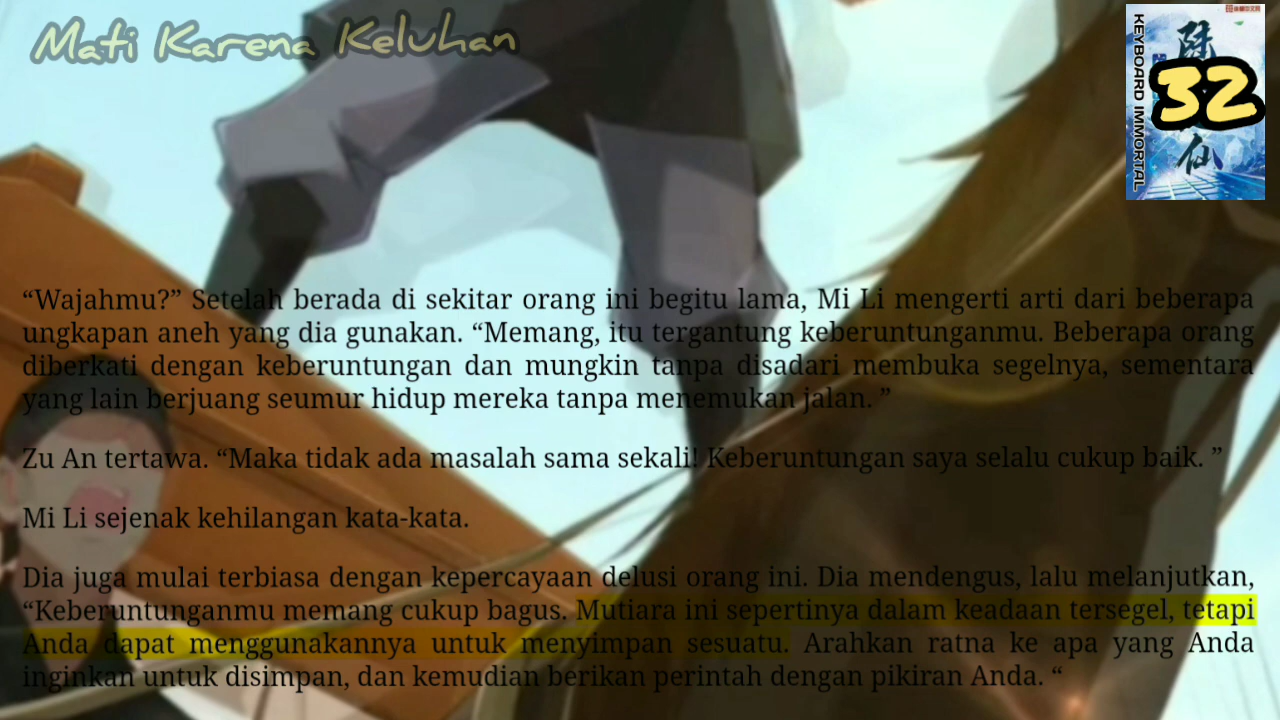 Mati Karena Keluhan
KEYBOARD IMMORTAL
32
仙
“Wajahmu?” Setelah berada di sekitar orang ini begitu lama, Mi Li mengerti arti dari beberapa
ungkapan aneh yang dia gunakan. “Memang, itu tergantung keberuntunganmu. Beberapa orang
diberkati dengan keberuntungan dan mungkin tanpa disadari membuka segelnya, sementara
yang lain berjuang seumur hidup mereka tanpa menemukan jalan. ”
Zu An tertawa. “Maka tidak ada masalah sama sekali! Keberuntungan saya selalu cukup baik. ”
Mi Li sejenak kehilangan kata-kata.
Dia juga mulai terbiasa dengan kepercayaan delusi orang ini. Dia mendengus, lalu melanjutkan,
“Keberuntunganmu memang cukup bagus. Mutiara ini sepertinya dalam keadaan tersegel, tetapi
Anda dapat menggunakannya untuk menyimpan sesuatu. Arahkan ratna ke apa yang Anda
inginkan untuk disimpan, dan kemudian berikan perintah dengan pikiran Anda. “